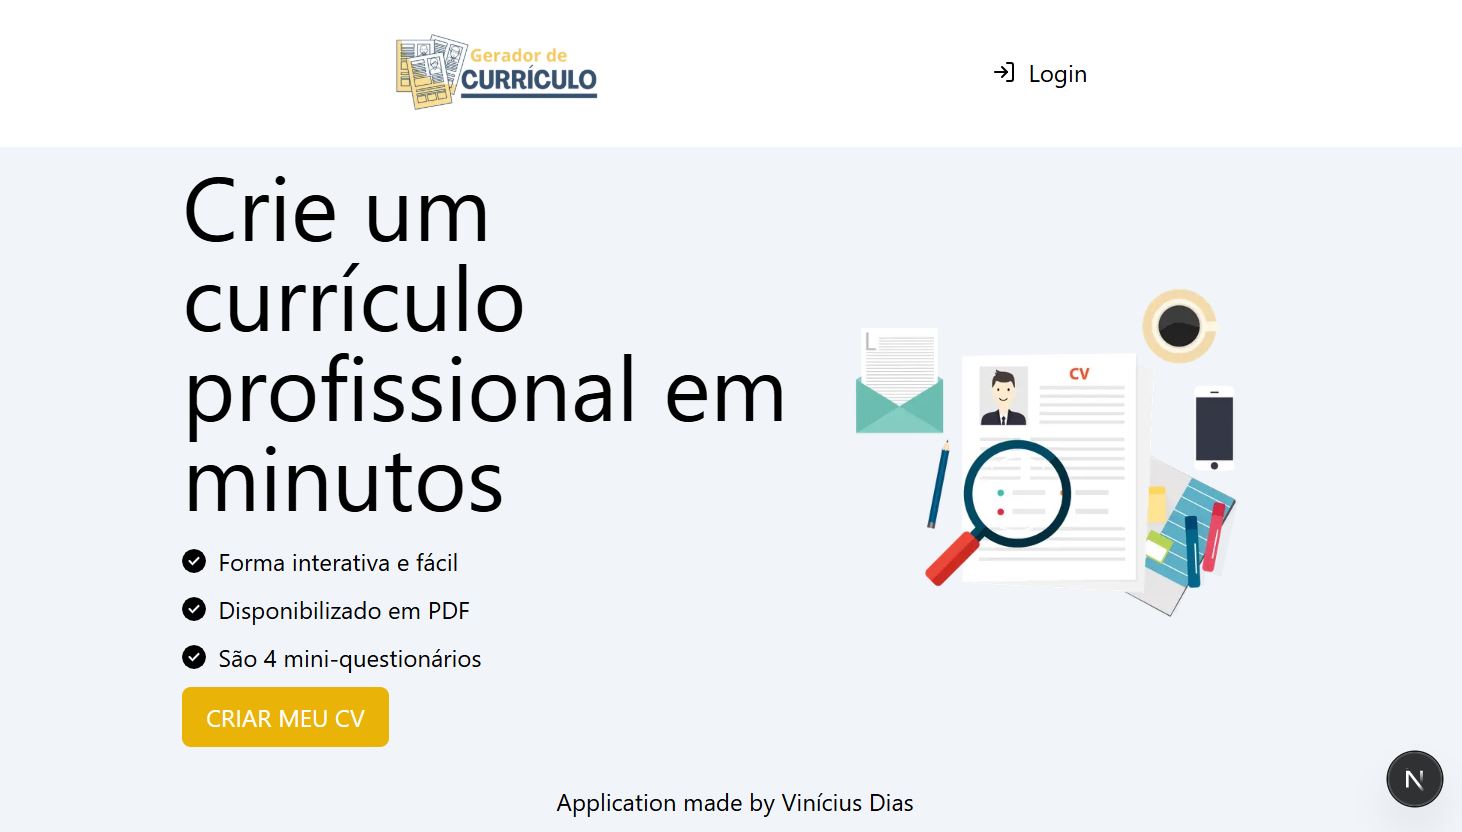 Gerador de
CURRÍCULO
Login
Crie um
currículo
profissional em
minutos
L
CV
Forma interativa e fácil
Disponibilizado em PDF
São 4 mini-questionários
CRIAR MEU CV
N
Application made by Vinícius Dias